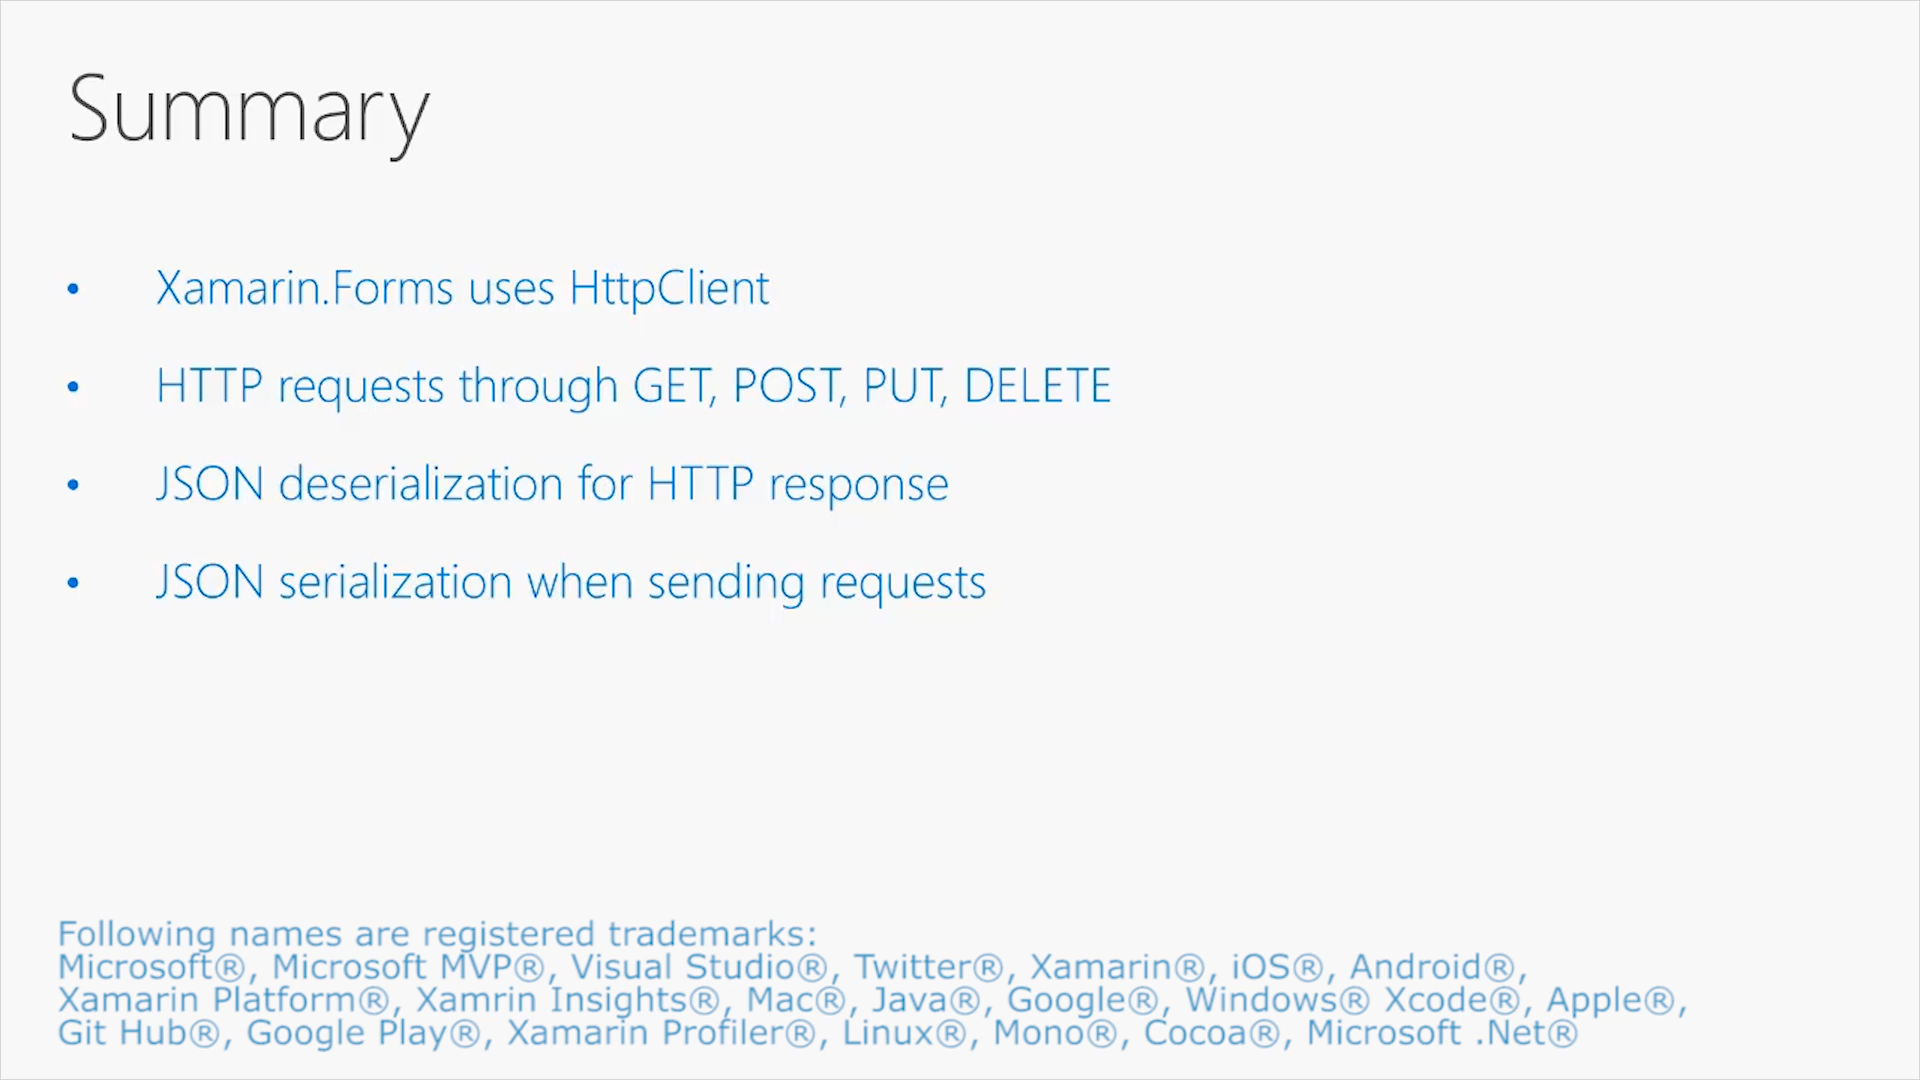 Summary
• Xamarin.Forms uses HttpClient
• HTTP requests through GET, POST, PUT, DELETE
• JSON deserialization for HTTP response
• JSON serialization when sending requests
Following names are registered trademarks:
Microsoft®, Microsoft MVP®, Visual Studio®, Twitter®, Xamarin®, iOS®, Android®,
Xamarin Platform®, Xamrin Insights®, Mac®, Java®, Google®, Windows® Xcode®, Apple®,
Git Hub®, Google Play®, Xamarin Profiler®, Linux®, Mono®, Cocoa®, Microsoft .Net®